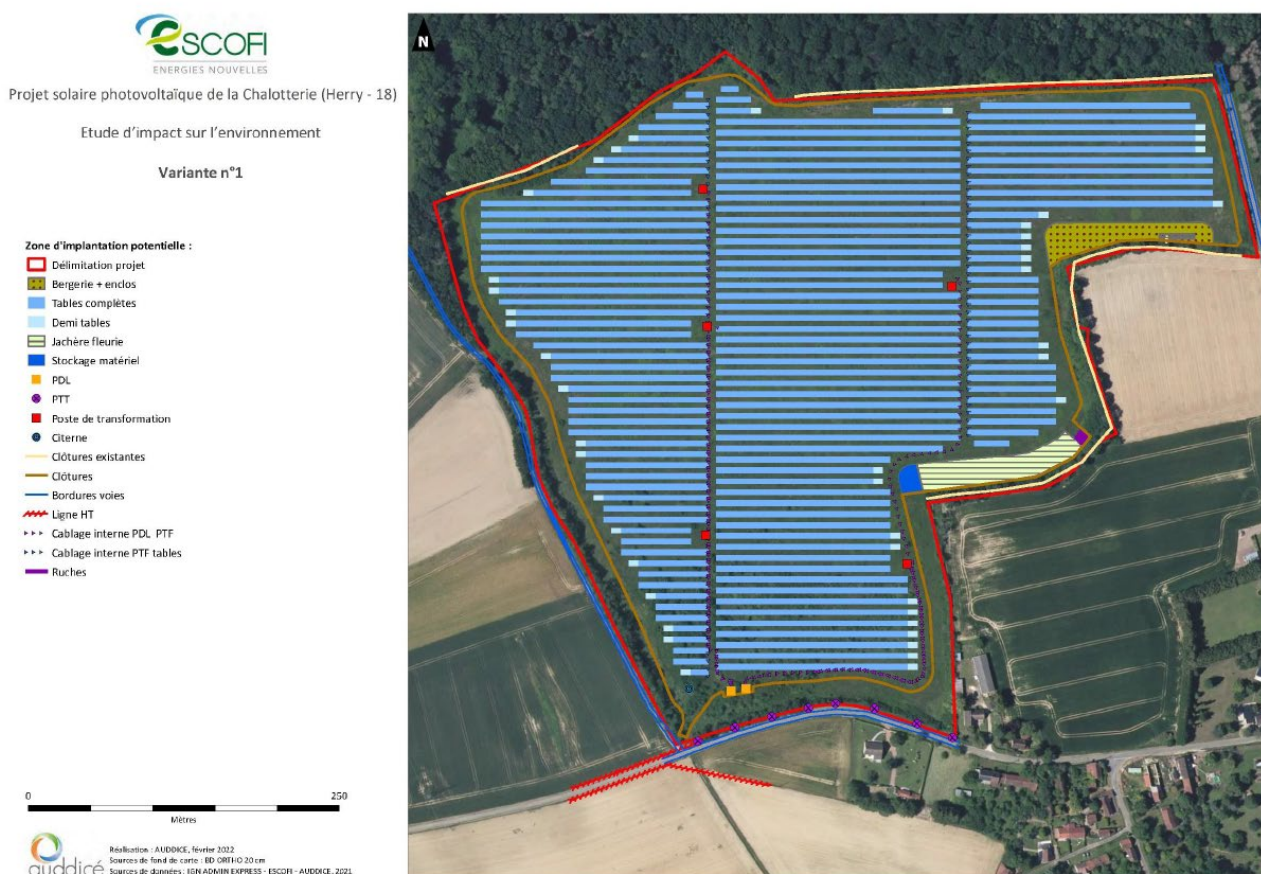 ESCOFI
ENERGIES NOUVELLES
Projet solaire photovoltaïque de la Chalotterie (Herry - 18)
Etude d'impact sur l'environnement
Variante n°1
Zone d'implantation potentielle :
Délimitation projet
Bergerie + enclos
Tables complètes
Demi tables
Jachère fleurie
Stockage matériel
PDL
PTT
Poste de transformation
Citerne
Clôtures existantes
Clôtures
Bordures voies
Ligne HT
Cablage interne PDL PTF
Cablage interne PTF tables
Ruches
0 250
Mètres
auddicé
Réalisation : AUDDICE, février 2022
Sources de fond de carte : BD ORTHO 20 cm
Sources de données : IGN ADMIN EXPRESS - ESCOFI - AUDDICE, 2021
N